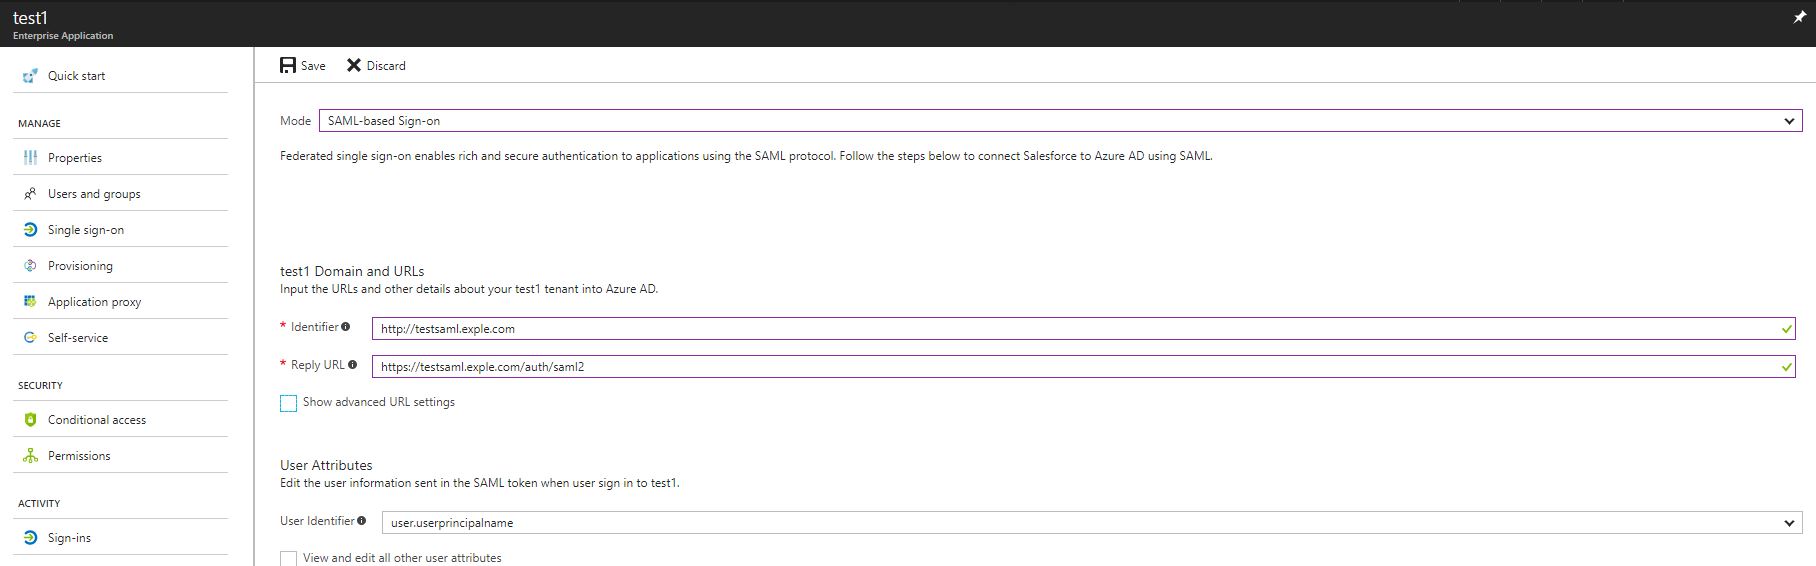 test1
Enterprise Application
Quick start
MANAGE
Properties
Users and groups
Single sign-on
Provisioning
Application proxy
Self-service
SECURITY
Conditional access
Permissions
ACTIVITY
Sign-ins
Save Discard
Mode SAML-based Sign-on
Federated single sign-on enables rich and secure authentication to applications using the SAML protocol. Follow the steps below to connect Salesforce to Azure AD using SAML.
test1 Domain and URLs
Input the URLs and other details about your test1 tenant into Azure AD.
* Identifier http://testsaml.exple.com
* Reply URL https://testsaml.exple.com/auth/saml2
Show advanced URL settings
User Attributes
Edit the user information sent in the SAML token when user sign in to test1.
User Identifier user.userprincipalname
View and edit all other user attributes